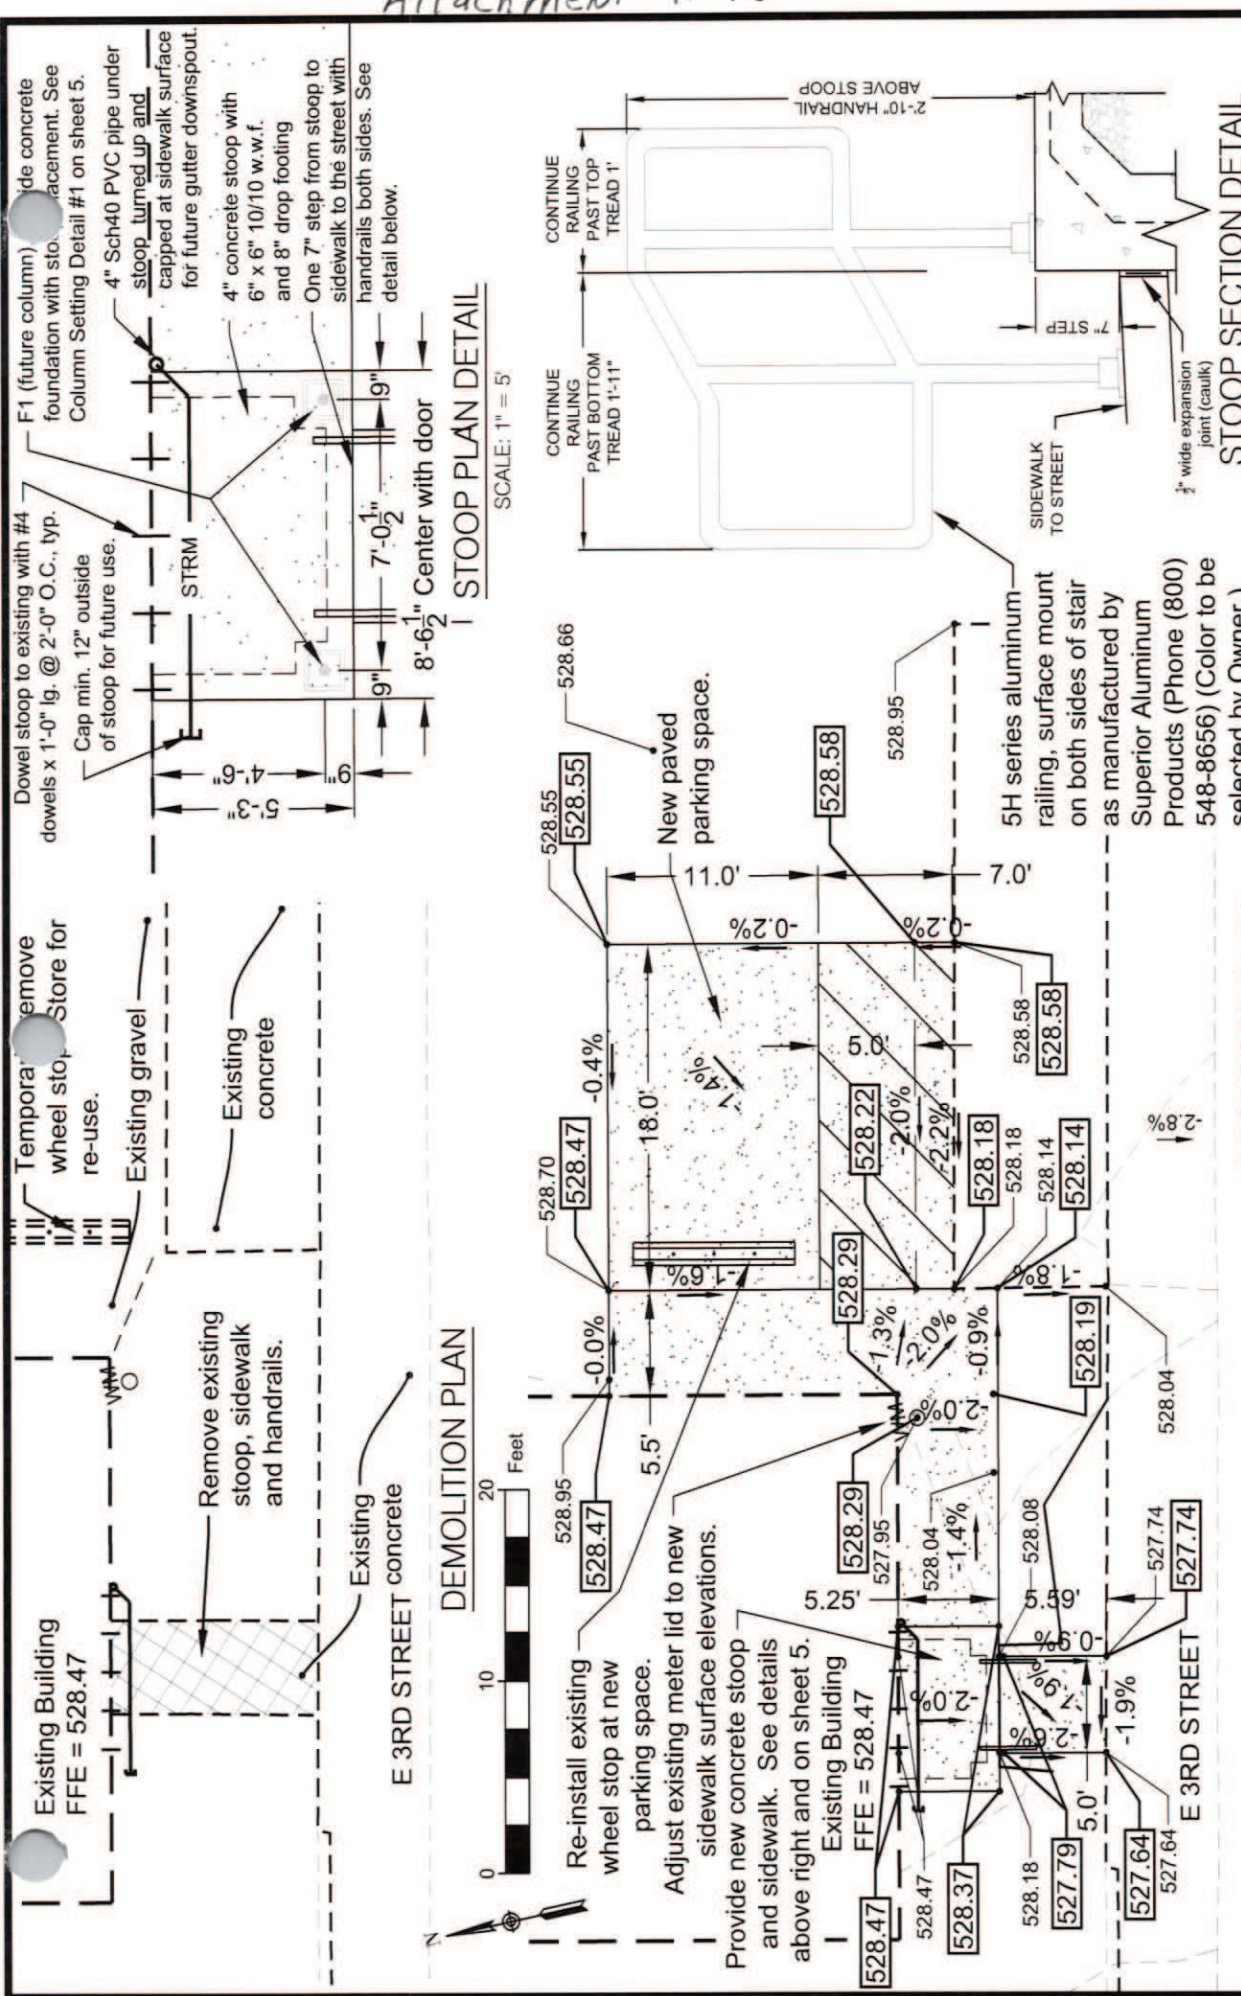 Attachment
Existing Building
FFE = 528.47
WM
Remove existing
stoop, sidewalk
and handrails.
Existing
concrete
E 3RD STREET
wheel stop
Store for
re-use.
Existing gravel
Existing
concrete
DEMOLITION PLAN
0
10
20
Feet
N
Dowel stoop to existing with #4
dowels x 1'-0" lg. @ 2'-0" O.C., typ.
Cap min. 12" outside
of stoop for future use.
STRM
F1 (future column)
concrete
foundation with
See
Column Setting Detail #1 on sheet 5.
4" Sch40 PVC pipe under
stoop turned up and
capped at sidewalk surface
for future gutter downspout.
4" concrete stoop with
6" x 6" 10/10 w.w.f.
and 8" drop footing
One 7" step from stoop to
sidewalk to the street with
handrails both sides. See
detail below.
5'-3"
4'-6"
9"
9"
7'-0 1/2"
9"
8'-6 1/2" Center with door
STOOP PLAN DETAIL
SCALE: 1" = 5'
Re-install existing
wheel stop at new
parking space.
Adjust existing meter lid to new
sidewalk surface elevations.
Provide new concrete stoop
and sidewalk. See details
above right and on sheet 5.
Existing Building
FFE = 528.47
528.95
528.47
5.5'
-0.0%
528.70
528.47
-0.4%
18.0'
-1.6%
528.55
528.55
528.66
New paved
parking space.
11.0'
7.0'
-0.2%
-0.2%
-1.4%
5.0'
528.58
528.58
528.58
528.95
528.22
-2.0%
-2.2%
528.18
528.18
528.14
528.14
-1.8%
528.29
-1.3%
-2.0%
-0.9%
528.19
528.04
-2.8%
WM
-2.0%
528.29
527.95
528.04
-1.4%
5.25'
528.08
5.56'
-0.9%
527.74
527.74
-2.0%
-2.6%
5.0'
-1.9%
528.47
528.47
528.37
528.18
527.79
527.64
527.64
E 3RD STREET
CONTINUE
RAILING
PAST BOTTOM
TREAD 1'-11"
CONTINUE
RAILING
PAST TOP
TREAD 1'
2'-10" HANDRAIL
ABOVE STOOP
7" STEP
SIDEWALK
TO STREET
1/2" wide expansion
joint (caulk)
STOOP SECTION DETAIL
5H series aluminum
railing, surface mount
on both sides of stair
as manufactured by
Superior Aluminum
Products (Phone (800)
548-8656) (Color to be
selected by Owner.)